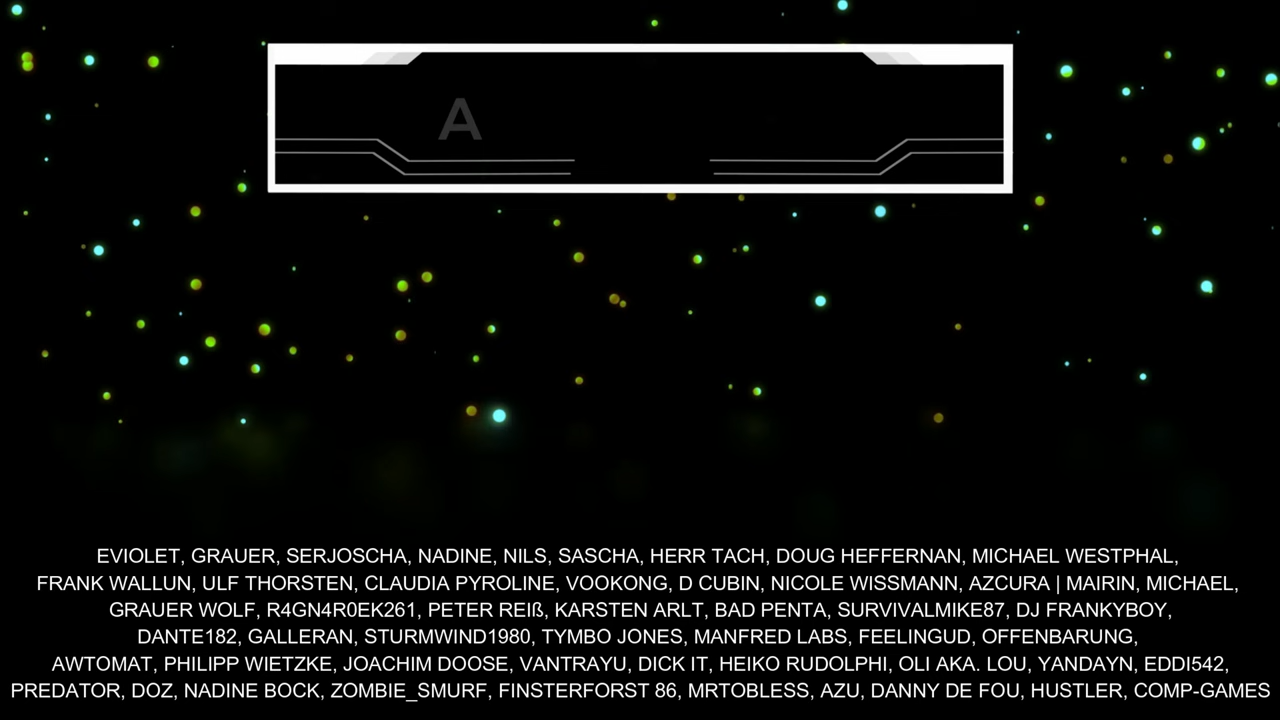 A
EVIOLET, GRAUER, SERJOSCHA, NADINE, NILS, SASCHA, HERR TACH, DOUG HEFFERNAN, MICHAEL WESTPHAL,
FRANK WALLUN, ULF THORSTEN, CLAUDIA PYROLINE, VOOKONG, D CUBIN, NICOLE WISSMANN, AZCURA | MAIRIN, MICHAEL,
GRAUER WOLF, R4GN4R0EK261, PETER REIß, KARSTEN ARLT, BAD PENTA, SURVIVALMIKE87, DJ FRANKYBOY,
DANTE182, GALLERAN, STURMWIND1980, TYMBO JONES, MANFRED LABS, FEELINGUD, OFFENBARUNG,
AWTOMAT, PHILIPP WIETZKE, JOACHIM DOOSE, VANTRAYU, DICK IT, HEIKO RUDOLPHI, OLI AKA. LOU, YANDAYN, EDDI542,
PREDATOR, DOZ, NADINE BOCK, ZOMBIE_SMURF, FINSTERFORST 86, MRTOBLESS, AZU, DANNY DE FOU, HUSTLER, COMP-GAMES